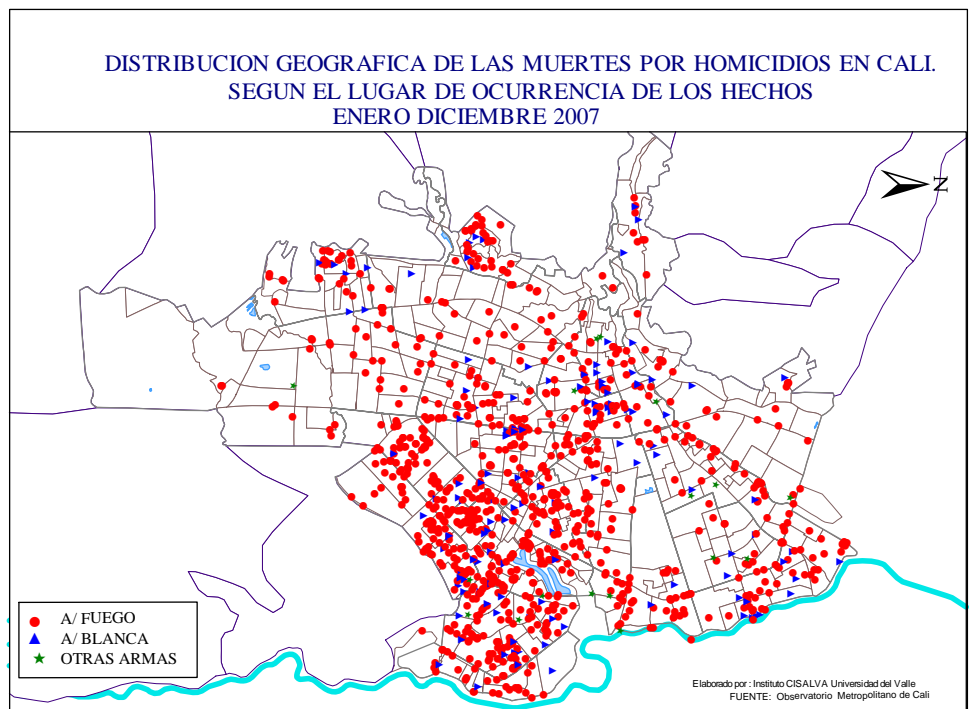 DISTRIBUCION GEOGRAFICA DE LAS MUERTES POR HOMICIDIOS EN CALI.
SEGUN EL LUGAR DE OCURRENCIA DE LOS HECHOS
ENERO DICIEMBRE 2007
N
A/ FUEGO
A/ BLANCA
OTRAS ARMAS
Elaborado por : Instituto CISALVA Universidad del Valle
FUENTE: Observatorio Metropolitano de Cali